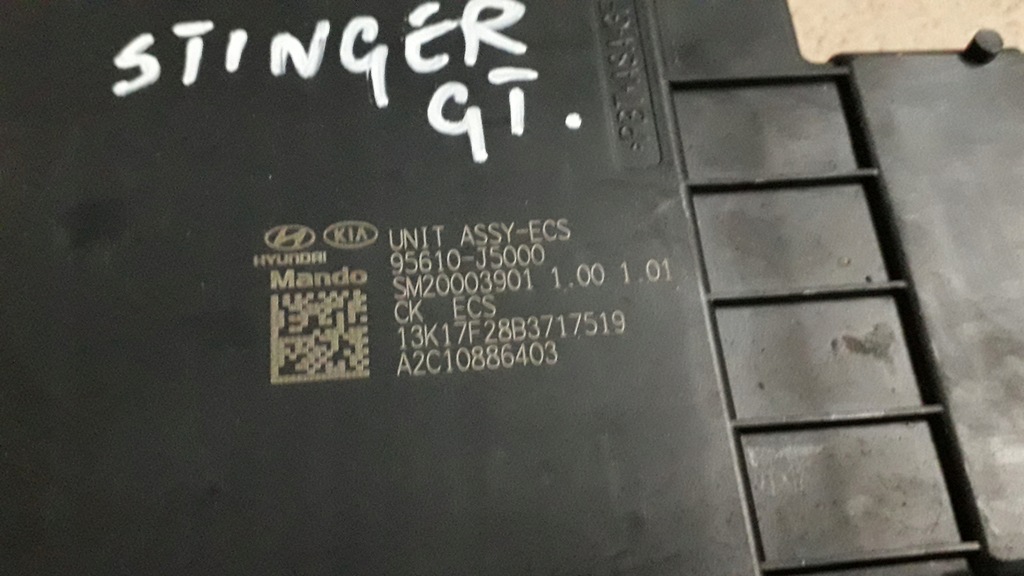 STINGER
GT.
HYUNDAI
KIA
Mando
UNIT ASSY-ECS
95610-J5000
SM20003901 1.00 1.01
CK ECS
13K17F28B3717519
A2C10886403